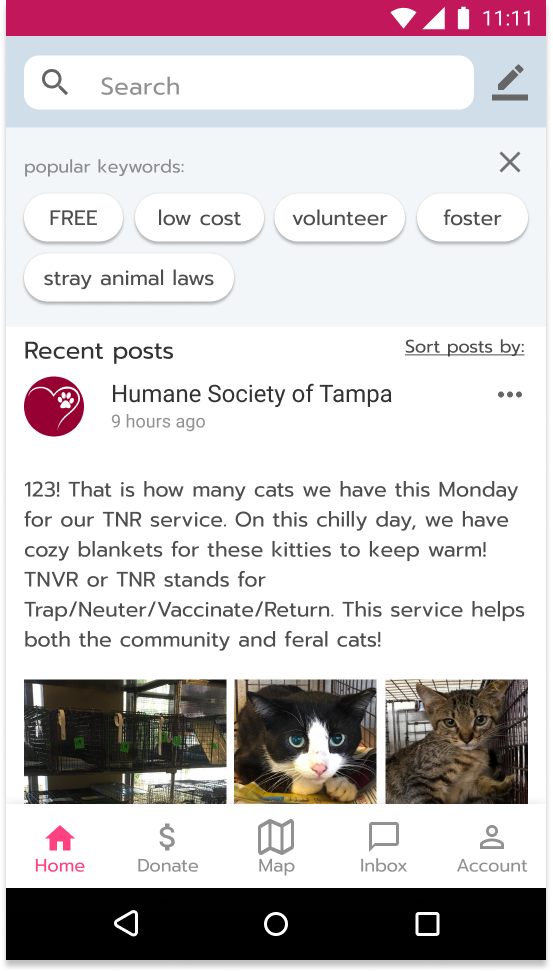 11:11
Search
popular keywords:
FREE
low cost
volunteer
foster
stray animal laws
Recent posts
Sort posts by:
Humane Society of Tampa
9 hours ago
123! That is how many cats we have this Monday
for our TNR service. On this chilly day, we have
cozy blankets for these kitties to keep warm!
TNVR or TNR stands for
Trap/Neuter/Vaccinate/Return. This service helps
both the community and feral cats!
Home
Donate
Map
Inbox
Account